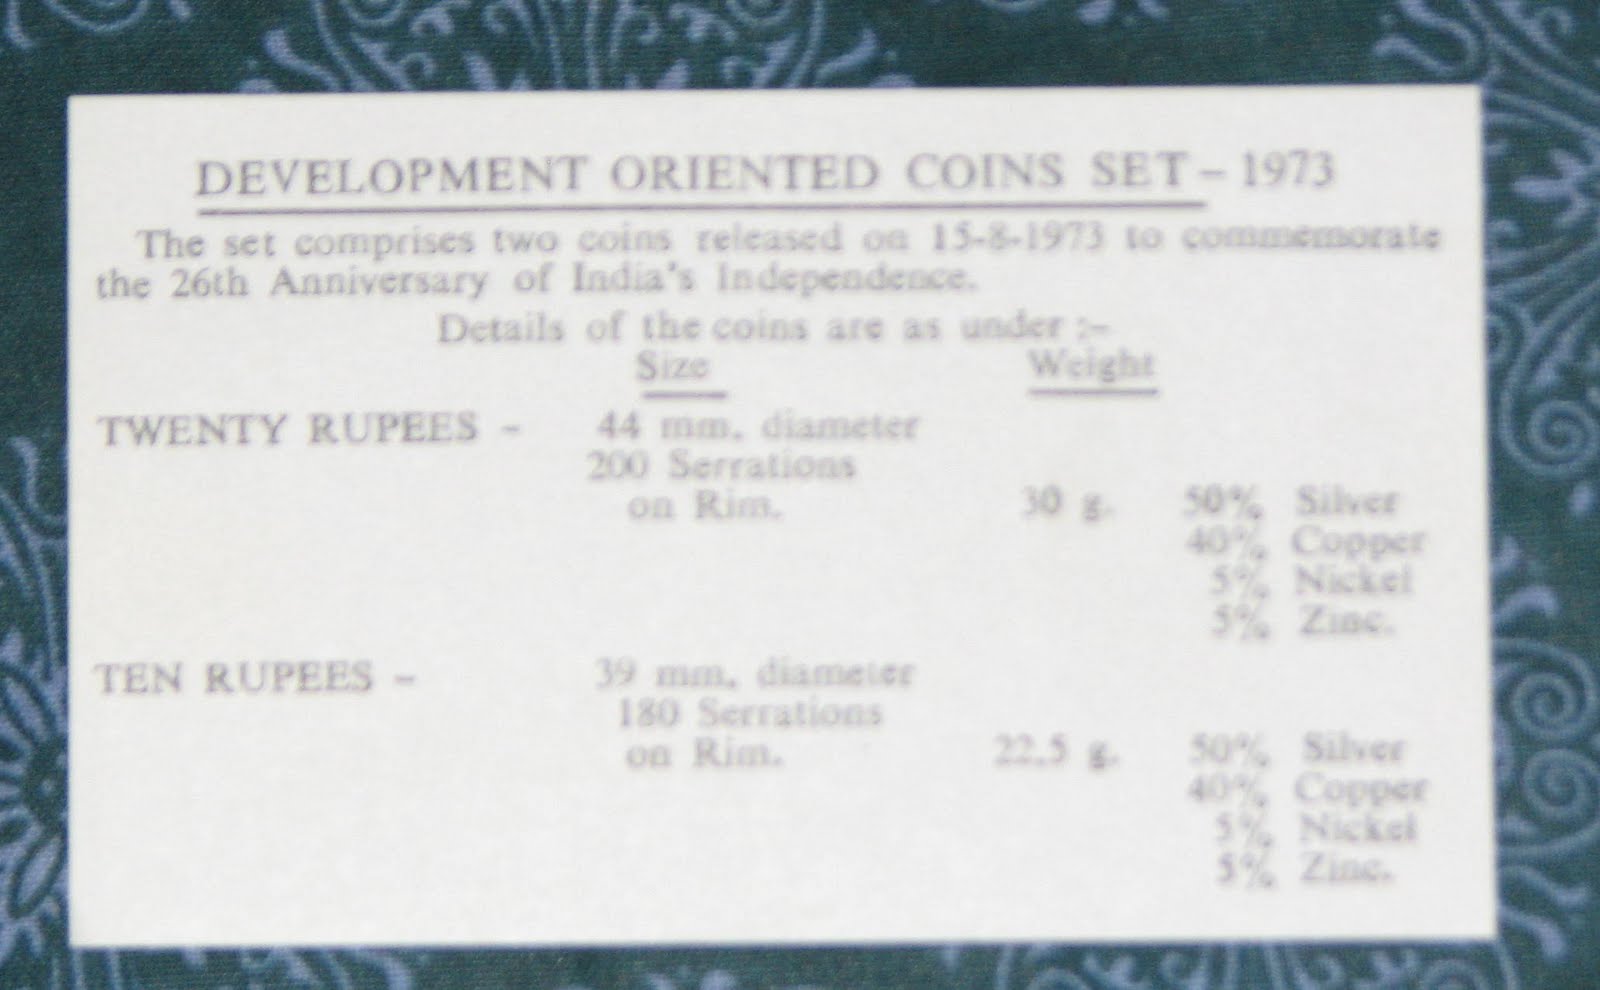 DEVELOPMENT ORIENTED COINS SET – 1973
The set comprises two coins released on 15-8-1973 to commemorate
the 26th Anniversary of India's Independence.
Details of the coins are as under :–
Size Weight
TWENTY RUPEES – 44 mm. diameter
200 Serrations
on Rim. 30 g. 50% Silver
40% Copper
5% Nickel
5% Zinc.
TEN RUPEES – 39 mm. diameter
180 Serrations
on Rim. 22.5 g. 50% Silver
40% Copper
5% Nickel
5% Zinc.